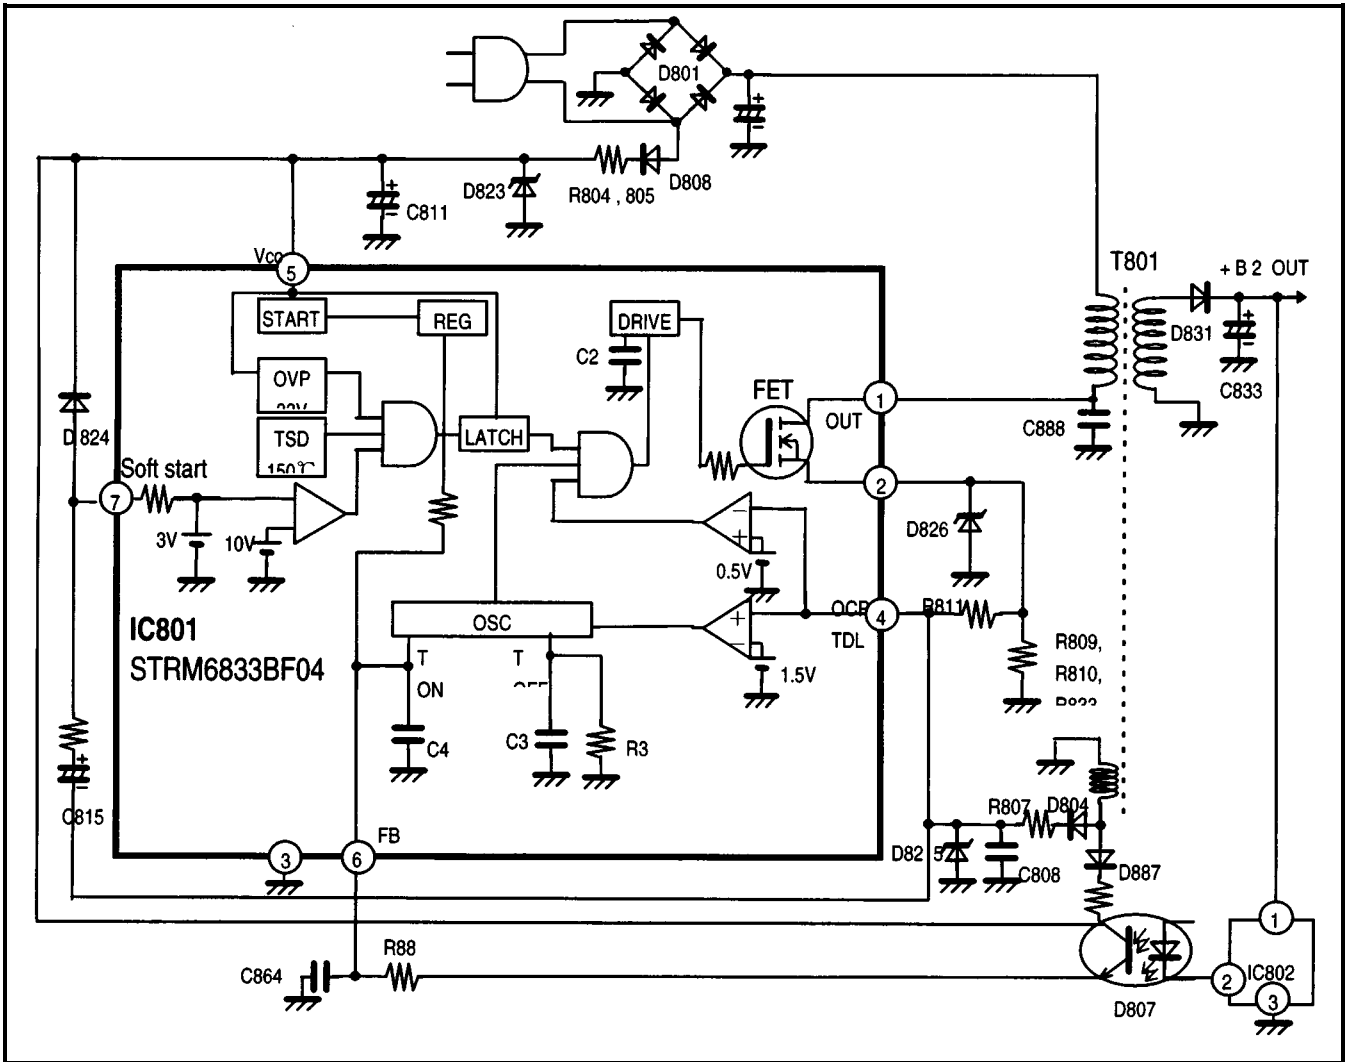 D801
D808
D823
R804 , 805
C811
Vcc
5
T801
+ B 2 OUT
START
REG
DRIVE
C2
D831
C833
OVP
FET
1
OUT
C888
D 824
TSD
LATCH
Soft start
7
2
3V
10V
D826
0.5V
OCP
4
R811
OSC
TDL
IC801
STRM6833BF04
T
ON
T
1.5V
R809,
R810,
C4
C3
R3
C815
FB
R807
D804
3
6
D82 5
C808
D887
1
R88
C864
2
IC802
3
D807